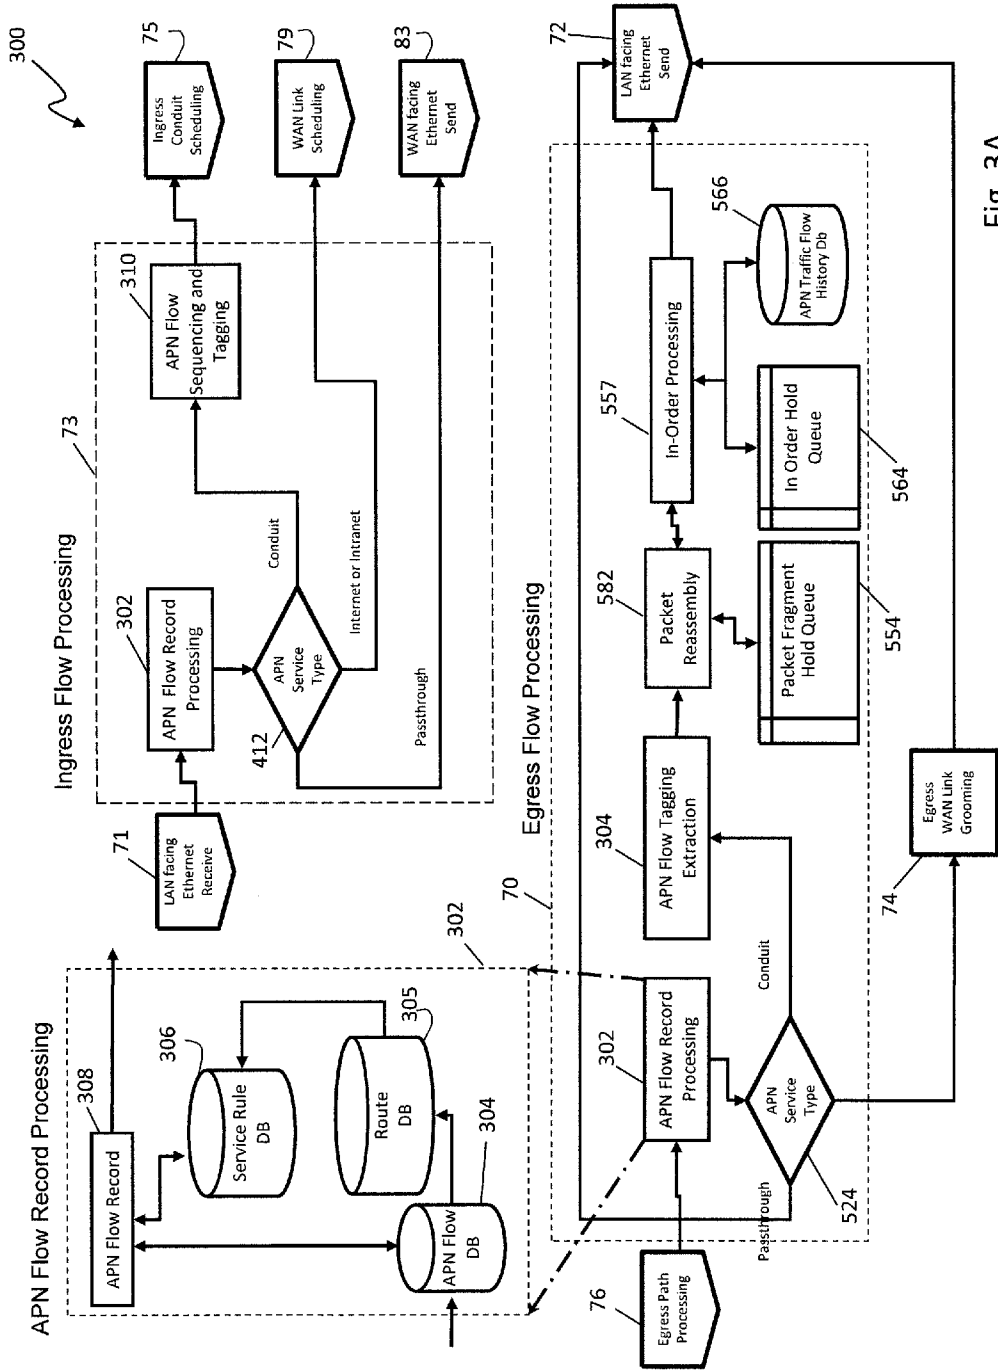 300
APN Flow Record Processing
308
APN Flow Record
306
Service Rule
DB
305
Route
DB
304
APN Flow
DB
302
Ingress Flow Processing
73
71
LAN facing
Ethernet
Receive
302
APN Flow Record
Processing
412
APN
Service
Type
Conduit
Internet or Intranet
Passthrough
310
APN Flow
Sequencing and
Tagging
75
Ingress
Conduit
Scheduling
79
WAN Link
Scheduling
83
WAN facing
Ethernet
Send
Egress Flow Processing
70
76
Egress Path
Processing
302
APN Flow Record
Processing
524
APN
Service
Type
Passthrough
Conduit
304
APN Flow Tagging
Extraction
582
Packet
Reassembly
554
Packet Fragment
Hold Queue
557
In-Order Processing
564
In Order Hold
Queue
566
APN Traffic Flow
History Db
72
LAN facing
Ethernet
Send
74
Egress
WAN Link
Grooming
Fig. 3A